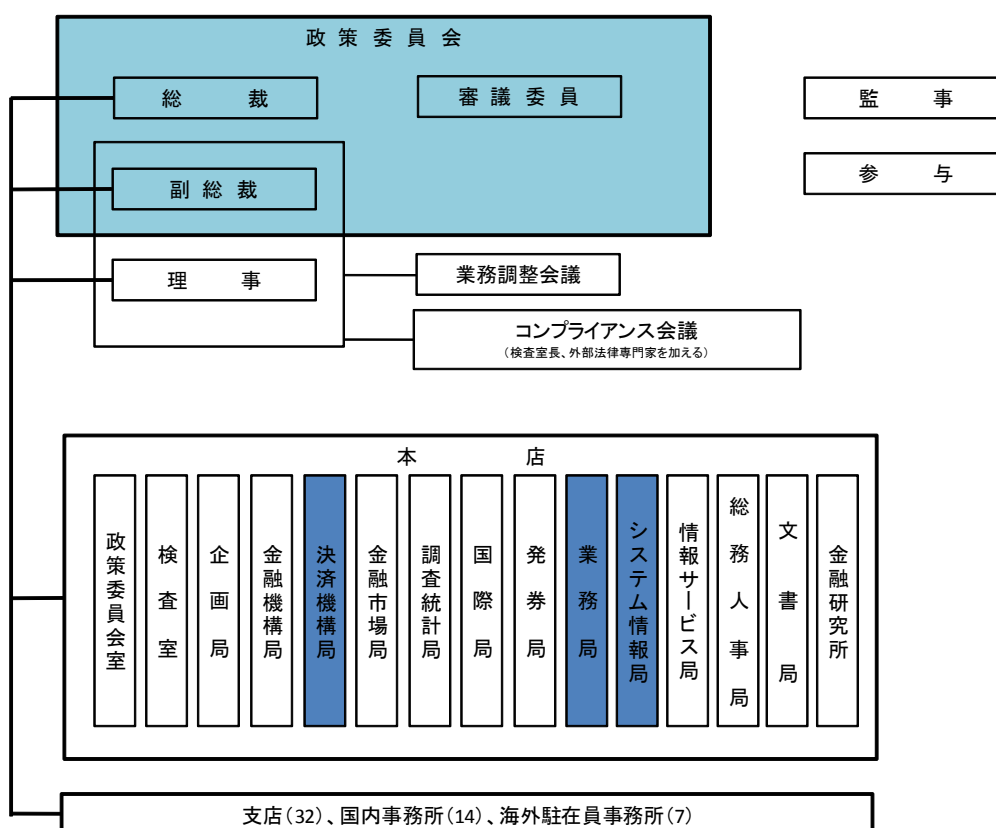 政策委員会
総裁
審議委員
監事
副総裁
参与
理事
業務調整会議
コンプライアンス会議
（検査室長、外部法律専門家を加える）
本店
政策委員会室
検査室
企画局
金融機構局
決済機構局
金融市場局
調査統計局
国際局
発券局
業務局
システム情報局
情報サービス局
総務人事局
文書局
金融研究所
支店(32)、国内事務所(14)、海外駐在員事務所(7)